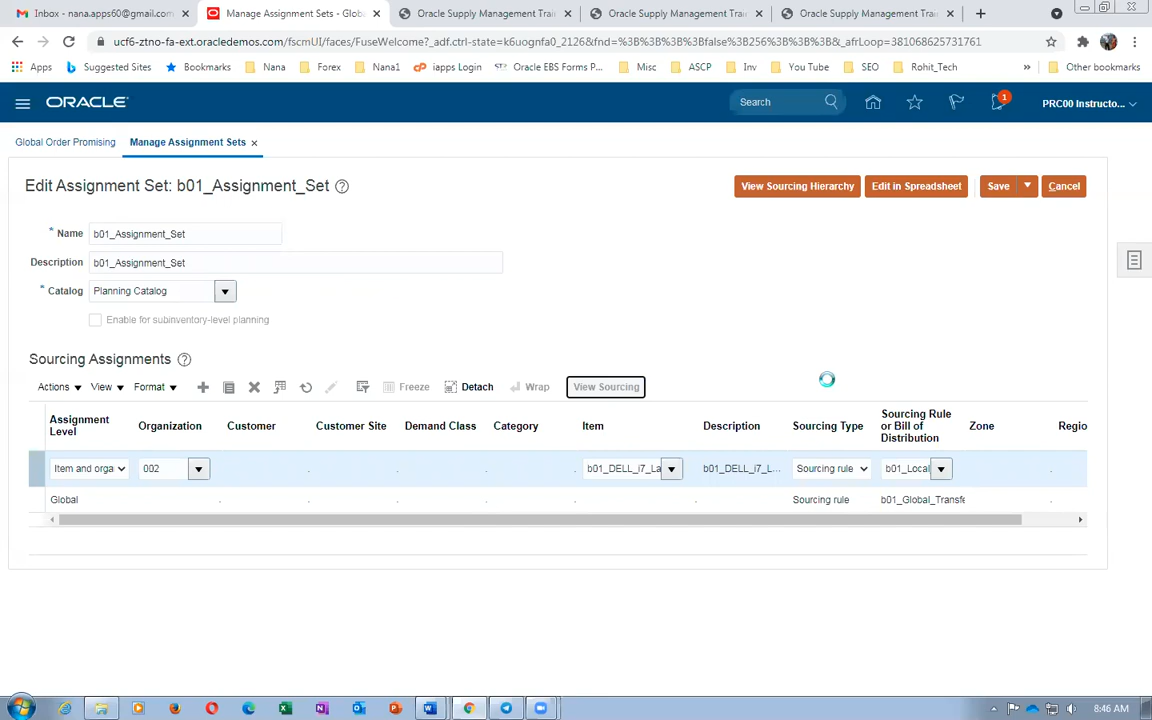 Inbox - nana.apps60@gmail.com
Manage Assignment Sets - Globa
Oracle Supply Management Trai
Oracle Supply Management Trai
Oracle Supply Management Trai
ucf6-ztno-fa-ext.oracledemos.com/fscmUI/faces/FuseWelcome?_adf.ctrl-state=k6uognfa0_2126&fnd=%3B%3B%3B%3Bfalse%3B256%3B%3B%3B&_afrLoop=381068625731761
Apps Suggested Sites Bookmarks Nana Forex Nana1 iapps Login Oracle EBS Forms P... Misc ASCP Inv You Tube SEO Rohit_Tech » Other bookmarks
ORACLE Search 1 PRC00 Instructo...
Global Order Promising Manage Assignment Sets
Edit Assignment Set: b01_Assignment_Set View Sourcing Hierarchy Edit in Spreadsheet Save Cancel
* Name b01_Assignment_Set
Description b01_Assignment_Set
* Catalog Planning Catalog
Enable for subinventory-level planning
Sourcing Assignments
Actions View Format Freeze Detach Wrap View Sourcing
Assignment Level Organization Customer Customer Site Demand Class Category Item Description Sourcing Type Sourcing Rule or Bill of Distribution Zone Regio
Item and orga 002 b01_DELL_i7_La b01_DELL_i7_L... Sourcing rule b01_Local
Global Sourcing rule b01_Global_Transfe
8:46 AM